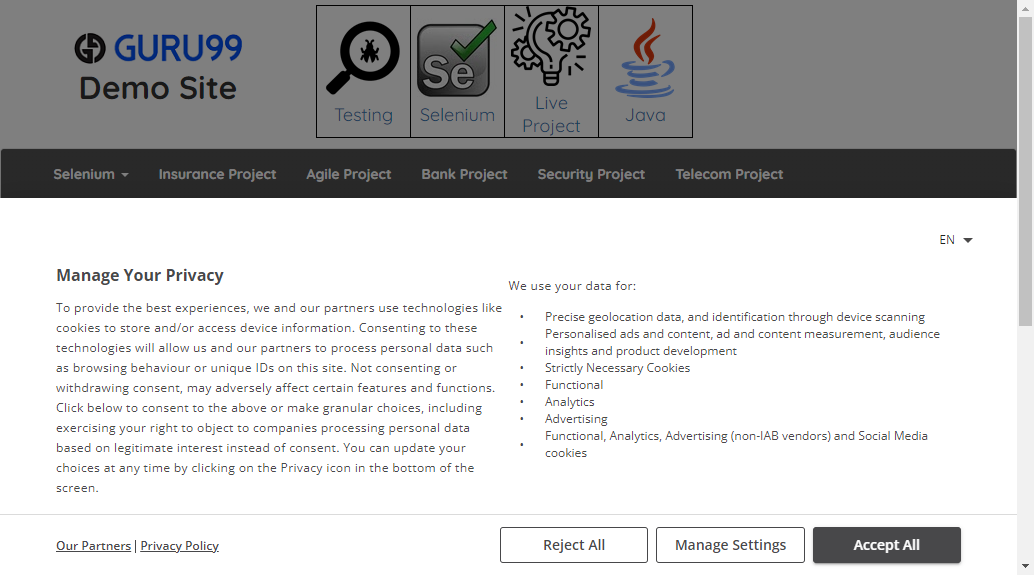 GURU99
Demo Site
Se
Testing
Selenium
Live
Project
Java
Selenium
Insurance Project
Agile Project
Bank Project
Security Project
Telecom Project
EN
Manage Your Privacy
To provide the best experiences, we and our partners use technologies like
cookies to store and/or access device information. Consenting to these
technologies will allow us and our partners to process personal data such
as browsing behaviour or unique IDs on this site. Not consenting or
withdrawing consent, may adversely affect certain features and functions.
Click below to consent to the above or make granular choices, including
exercising your right to object to companies processing personal data
based on legitimate interest instead of consent. You can update your
choices at any time by clicking on the Privacy icon in the bottom of the
screen.
We use your data for:
• Precise geolocation data, and identification through device scanning
• Personalised ads and content, ad and content measurement, audience
insights and product development
• Strictly Necessary Cookies
• Functional
• Analytics
• Advertising
• Functional, Analytics, Advertising (non-IAB vendors) and Social Media
cookies
Our Partners | Privacy Policy
Reject All
Manage Settings
Accept All